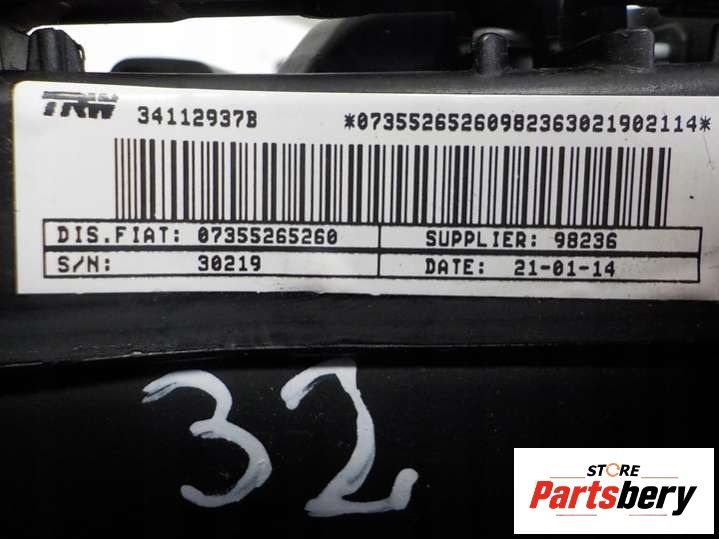 TRW 34112937B *07355265260982363021902114*
DIS.FIAT: 07355265260 SUPPLIER: 98236
S/N: 30219 DATE: 21-01-14
32
STORE
Partsbery